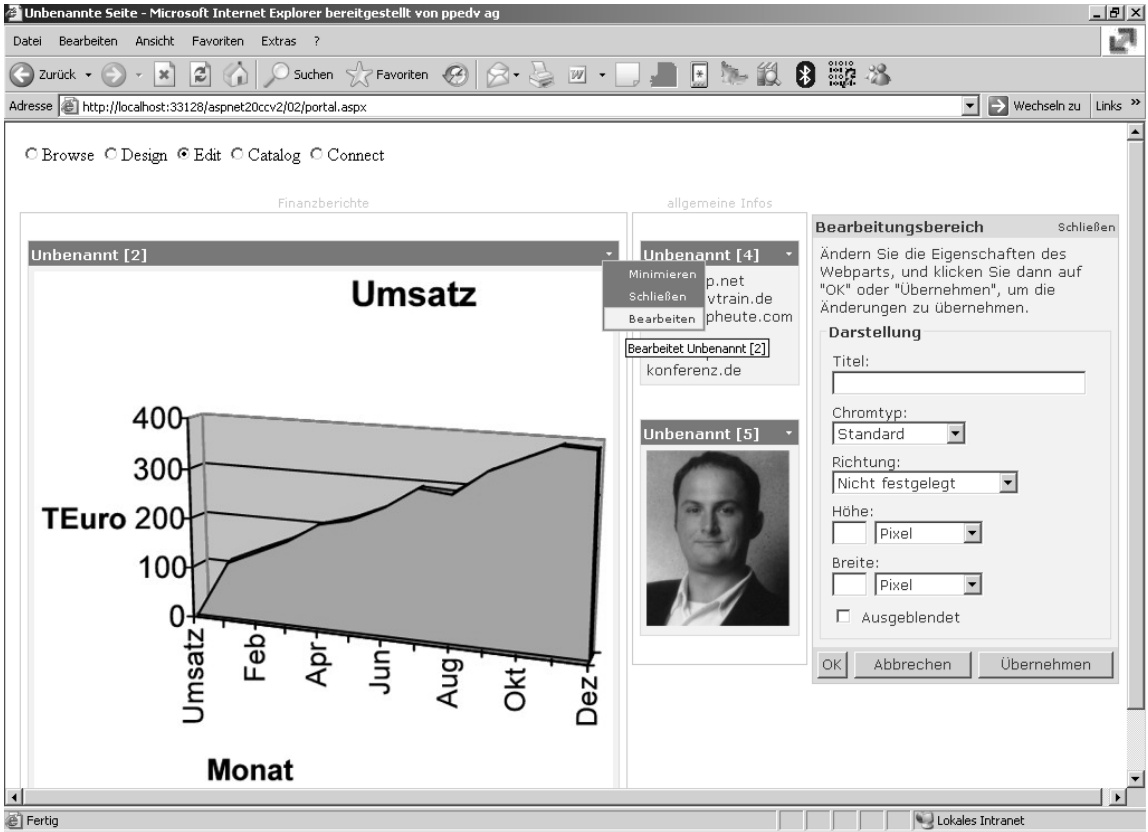 Unbenannte Seite - Microsoft Internet Explorer bereitgestellt von ppedv ag
Datei Bearbeiten Ansicht Favoriten Extras ?
Zurück Suchen Favoriten
Adresse http://localhost:33128/aspnet20ccv2/02/portal.aspx Wechseln zu Links »
Browse Design Edit Catalog Connect
Finanzberichte
Unbenannt [2]
Minimieren
Schließen
Bearbeiten
Bearbeitet Unbenannt [2]
Umsatz
400
300
TEuro 200
100
0
Umsatz Feb Apr Jun Aug Okt Dez
Monat
allgemeine Infos
Unbenannt [4]
p.net
vtrain.de
pheute.com
konferenz.de
Unbenannt [5]
Bearbeitungsbereich Schließen
Ändern Sie die Eigenschaften des
Webparts, und klicken Sie dann auf
"OK" oder "Übernehmen", um die
Änderungen zu übernehmen.
Darstellung
Titel:
Chromtyp:
Standard
Richtung:
Nicht festgelegt
Höhe:
Pixel
Breite:
Pixel
Ausgeblendet
OK Abbrechen Übernehmen
Fertig Lokales Intranet